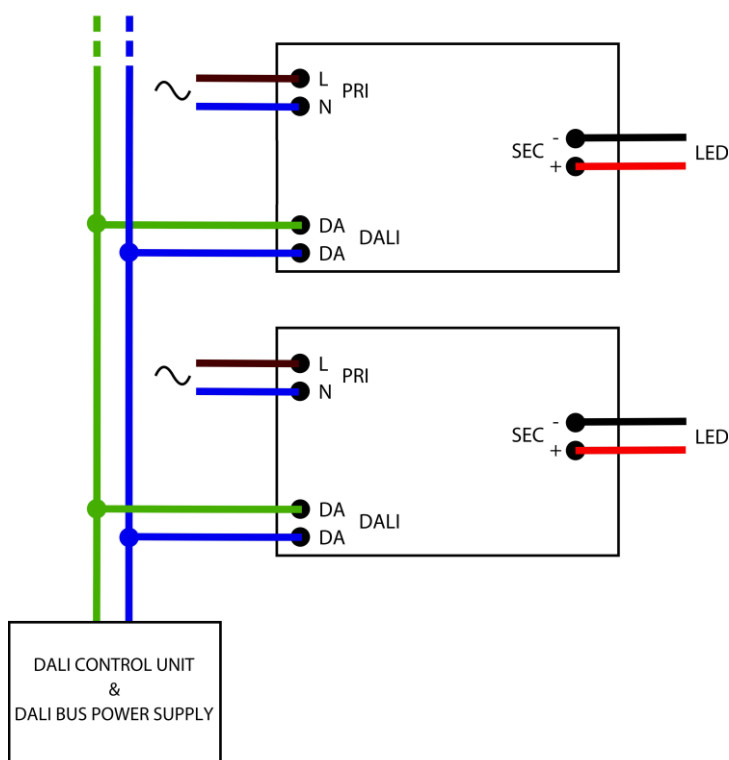 L
PRI
N
SEC
-
+
LED
DA
DALI
DA
L
PRI
N
SEC
-
+
LED
DA
DALI
DA
DALI CONTROL UNIT
&
DALI BUS POWER SUPPLY